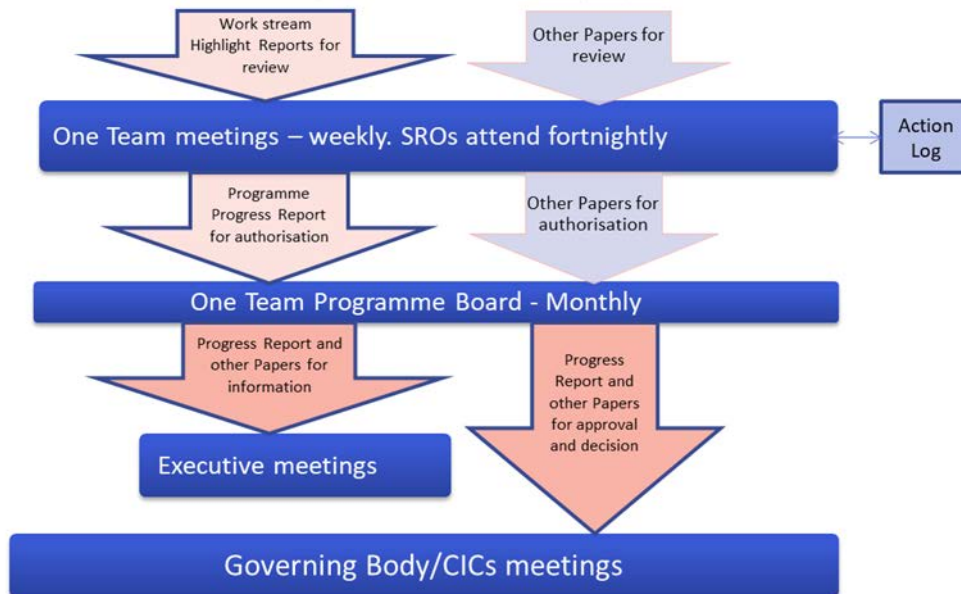 Work stream
Highlight Reports for
review
Other Papers for
review
One Team meetings – weekly. SROs attend fortnightly
Action
Log
Programme
Progress Report
for authorisation
Other Papers for
authorisation
One Team Programme Board - Monthly
Progress Report and
other Papers for
information
Progress
Report and
other Papers
for approval
and decision
Executive meetings
Governing Body/CICs meetings